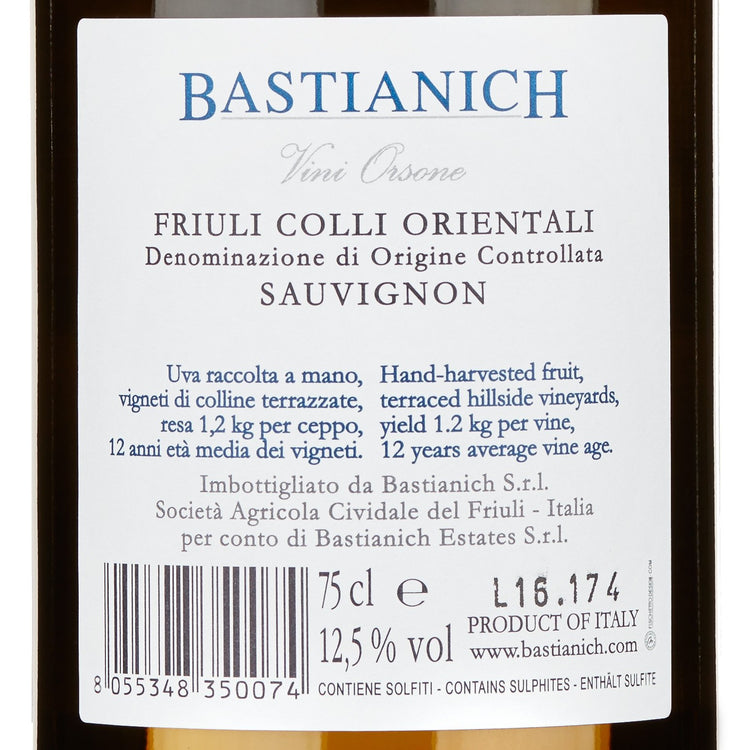 BASTIANICH
Vini Orsone
FRIULI COLLI ORIENTALI
Denominazione di Origine Controllata
SAUVIGNON
Uva raccolta a mano,
vigneti di colline terrazzate,
resa 1,2 kg per ceppo,
12 anni età media dei vigneti.
Hand-harvested fruit,
terraced hillside vineyards,
yield 1.2 kg per vine,
12 years average vine age.
Imbottigliato da Bastianich S.r.l.
Società Agricola Cividale del Friuli - Italia
per conto di Bastianich Estates S.r.l.
75 cl e
12,5 % vol
L16.174
PRODUCT OF ITALY
www.bastianich.com
8 055348 350074
CONTIENE SOLFITI - CONTAINS SULPHITES - ENTHÄLT SULFITE